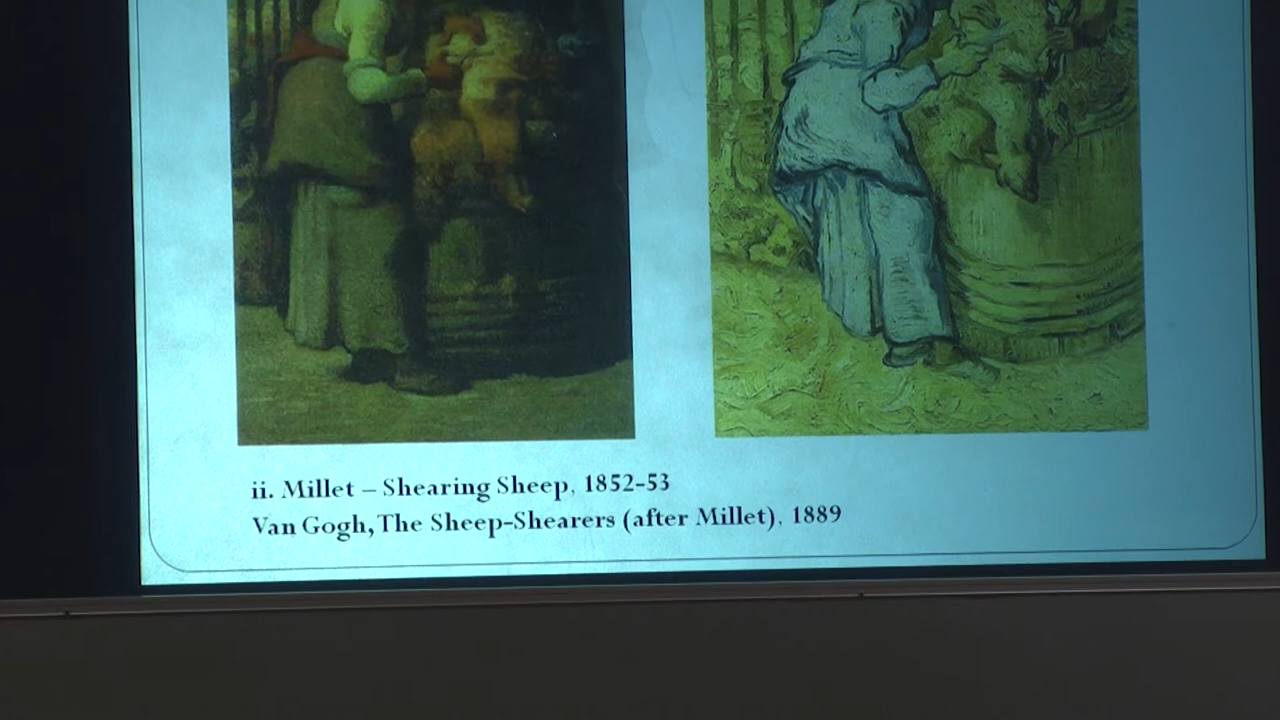 ii. Millet – Shearing Sheep, 1852-53
Van Gogh, The Sheep-Shearers (after Millet), 1889